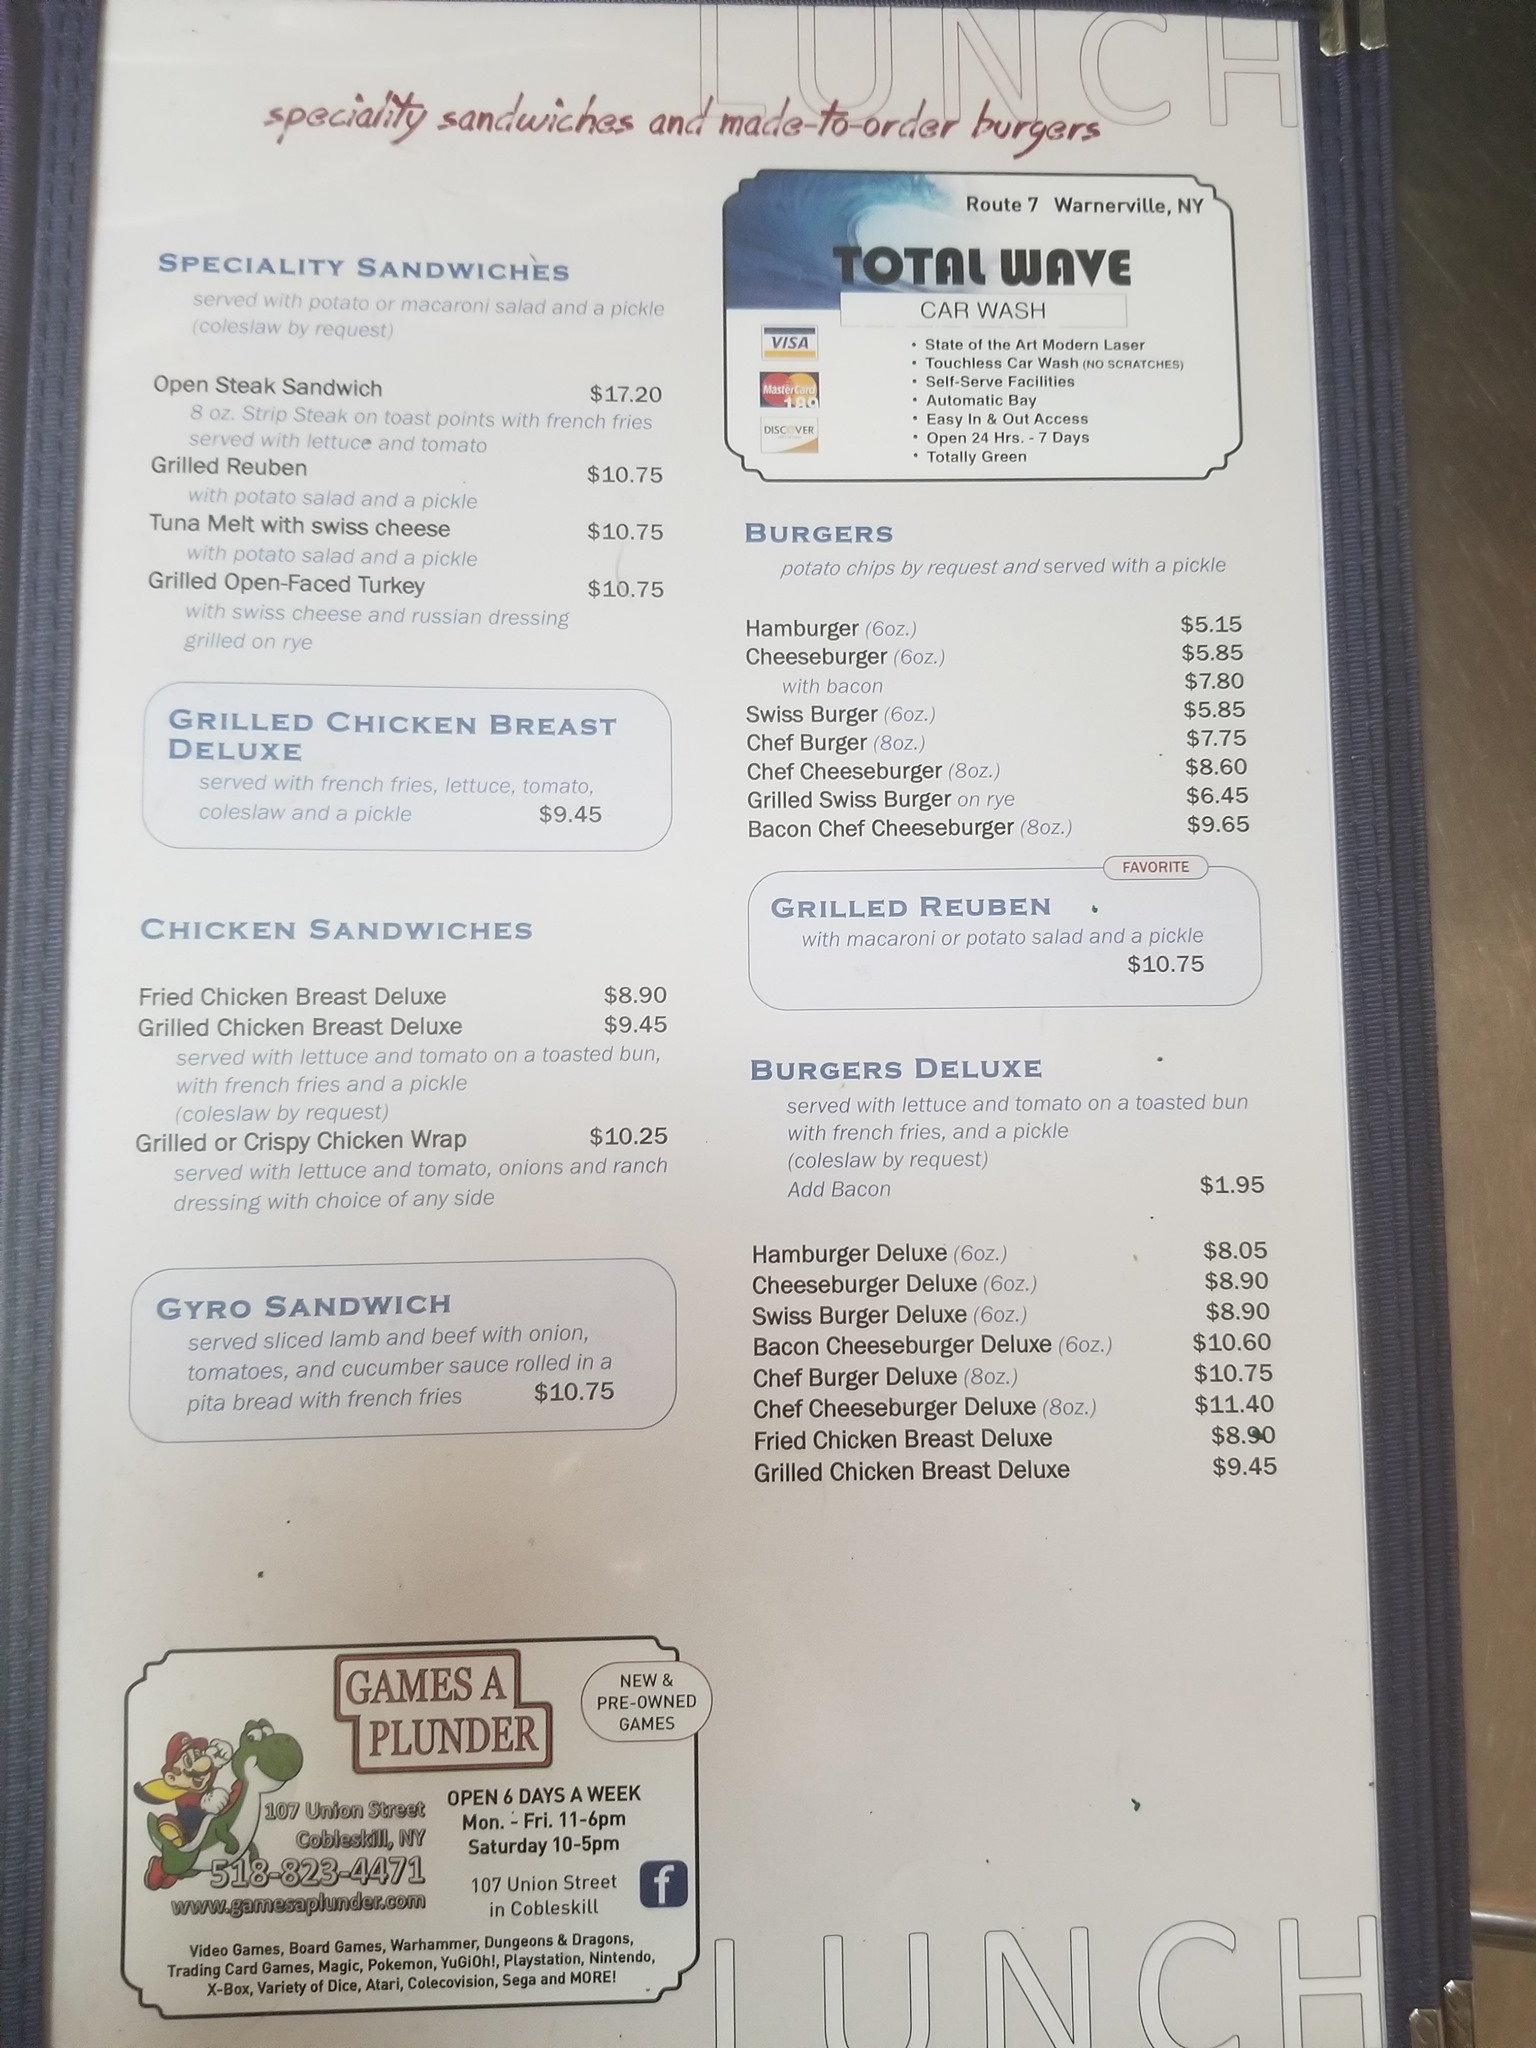 LUNCH
speciality sandwiches and made-to-order burgers
SPECIALITY SANDWICHES
served with potato or macaroni salad and a pickle
(coleslaw by request)
Open Steak Sandwich $17.20
8 oz. Strip Steak on toast points with french fries
served with lettuce and tomato
Grilled Reuben $10.75
with potato salad and a pickle
Tuna Melt with swiss cheese $10.75
with potato salad and a pickle
Grilled Open-Faced Turkey $10.75
with swiss cheese and russian dressing
grilled on rye
GRILLED CHICKEN BREAST
DELUXE
served with french fries, lettuce, tomato,
coleslaw and a pickle $9.45
CHICKEN SANDWICHES
Fried Chicken Breast Deluxe $8.90
Grilled Chicken Breast Deluxe $9.45
served with lettuce and tomato on a toasted bun,
with french fries and a pickle
(coleslaw by request)
Grilled or Crispy Chicken Wrap $10.25
served with lettuce and tomato, onions and ranch
dressing with choice of any side
GYRO SANDWICH
served sliced lamb and beef with onion,
tomatoes, and cucumber sauce rolled in a
pita bread with french fries $10.75
Route 7 Warnerville, NY
TOTAL WAVE
CAR WASH
VISA
MasterCard
DISCOVER
• State of the Art Modern Laser
• Touchless Car Wash (NO SCRATCHES)
• Self-Serve Facilities
• Automatic Bay
• Easy In & Out Access
• Open 24 Hrs. - 7 Days
• Totally Green
BURGERS
potato chips by request and served with a pickle
Hamburger (6oz.) $5.15
Cheeseburger (6oz.) $5.85
with bacon $7.80
Swiss Burger (6oz.) $5.85
Chef Burger (8oz.) $7.75
Chef Cheeseburger (8oz.) $8.60
Grilled Swiss Burger on rye $6.45
Bacon Chef Cheeseburger (8oz.) $9.65
FAVORITE
GRILLED REUBEN
with macaroni or potato salad and a pickle
$10.75
BURGERS DELUXE
served with lettuce and tomato on a toasted bun
with french fries, and a pickle
(coleslaw by request)
Add Bacon $1.95
Hamburger Deluxe (6oz.) $8.05
Cheeseburger Deluxe (6oz.) $8.90
Swiss Burger Deluxe (6oz.) $8.90
Bacon Cheeseburger Deluxe (6oz.) $10.60
Chef Burger Deluxe (8oz.) $10.75
Chef Cheeseburger Deluxe (8oz.) $11.40
Fried Chicken Breast Deluxe $8.90
Grilled Chicken Breast Deluxe $9.45
GAMES A
PLUNDER
NEW &
PRE-OWNED
GAMES
107 Union Street
Cobleskill, NY
518-823-4471
www.gamesaplunder.com
OPEN 6 DAYS A WEEK
Mon. - Fri. 11-6pm
Saturday 10-5pm
107 Union Street
in Cobleskill
f
Video Games, Board Games, Warhammer, Dungeons & Dragons,
Trading Card Games, Magic, Pokemon, YuGiOh!, Playstation, Nintendo,
X-Box, Variety of Dice, Atari, Colecovision, Sega and MORE!
LUNCH